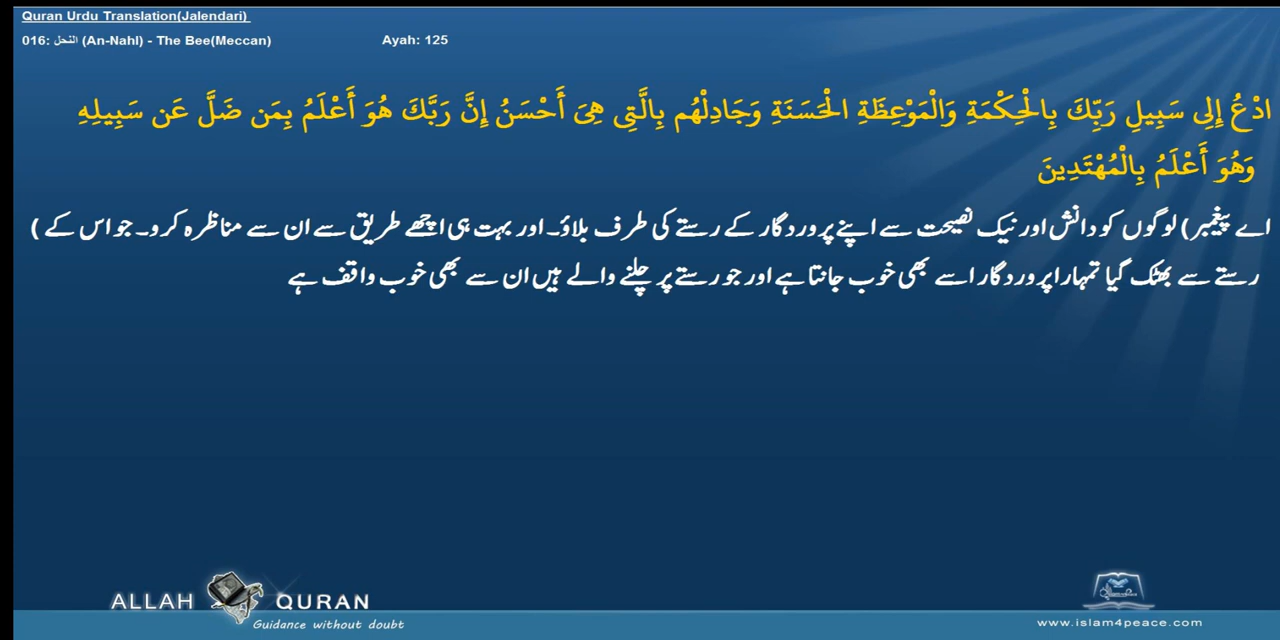 Quran Urdu Translation(Jalendari)
016: النحل (An-Nahl) - The Bee(Meccan) Ayah: 125
ادْعُ إِلِى سَبِيلِ رَبِّكَ بِالْحِكْمَةِ وَالْمَوْعِظَةِ الْحَسَنَةِ وَجَادِلْهُم بِالَّتِى هِىَ أَحْسَنُ إِنَّ رَبَّكَ هُوَ أَعْلَمُ بِمَن ضَلَّ عَن سَبِيلِهِ
وَهُوَ أَعْلَمُ بِالْمُهْتَدِينَ
اے پیغمبر) لوگوں کو دانش اور نیک نصیحت سے اپنے پروردگار کے رستے کی طرف بلاؤ۔ اور بہت ہی اچھے طریق سے ان سے مناظرہ کرو۔ جو اس کے (
رستے سے بھٹک گیا تمہارا پروردگار اسے بھی خوب جانتا ہے اور جو رستے پر چلنے والے ہیں ان سے بھی خوب واقف ہے
ALLAH QURAN
Guidance without doubt
www.islam4peace.com